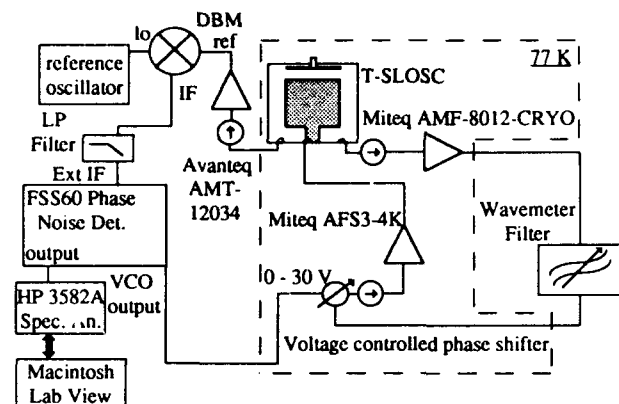 lo
DBM
ref
77 K
reference
oscillator
IF
T-SLOSC
LP
Filter
Miteq AMF-8012-CRYO
Ext IF
Avanteq
AMT-
12034
FSS60 Phase
Noise Det.
output
Miteq AFS3-4K
Wavemeter
Filter
VCO
output
0 - 30 V
HP 3582A
Spec.
Voltage controlled phase shifter
Macintosh
Lab View